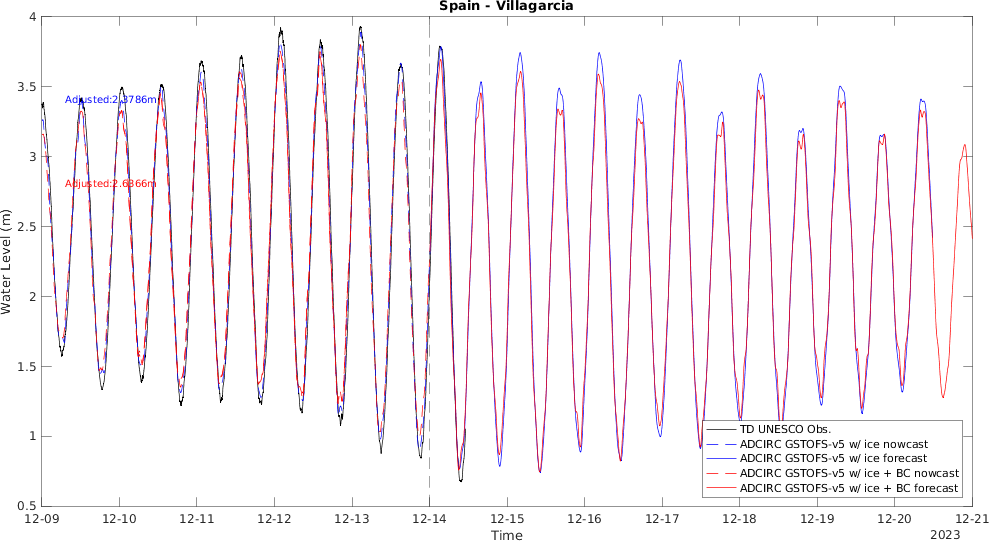 Spain - Villagarcia
Water Level (m)
4
3.5
3
2.5
2
1.5
1
0.5
Adjusted:2.3786m
Adjusted:2.6366m
TD UNESCO Obs.
ADCIRC GSTOFS-v5 w/ ice nowcast
ADCIRC GSTOFS-v5 w/ ice forecast
ADCIRC GSTOFS-v5 w/ ice + BC nowcast
ADCIRC GSTOFS-v5 w/ ice + BC forecast
12-09 12-10 12-11 12-12 12-13 12-14 12-15 12-16 12-17 12-18 12-19 12-20 12-21
Time
2023